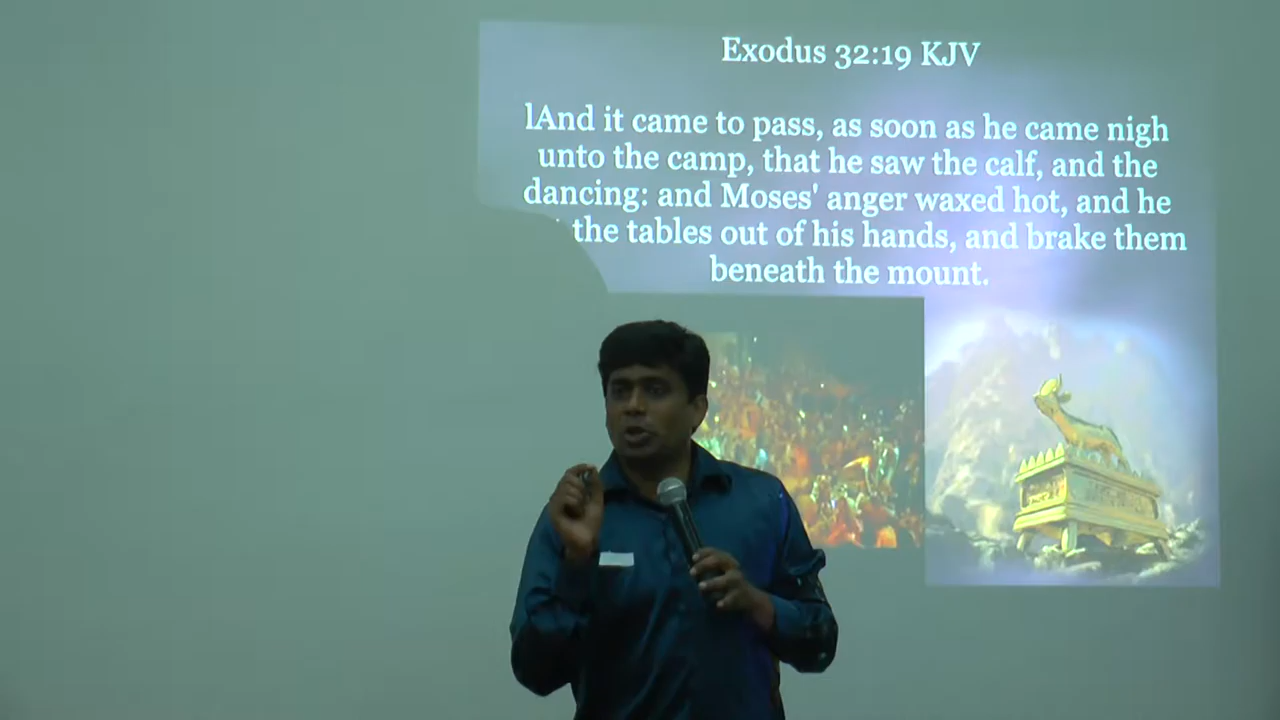 Exodus 32:19 KJV
lAnd it came to pass, as soon as he came nigh
unto the camp, that he saw the calf, and the
dancing: and Moses' anger waxed hot, and he
the tables out of his hands, and brake them
beneath the mount.